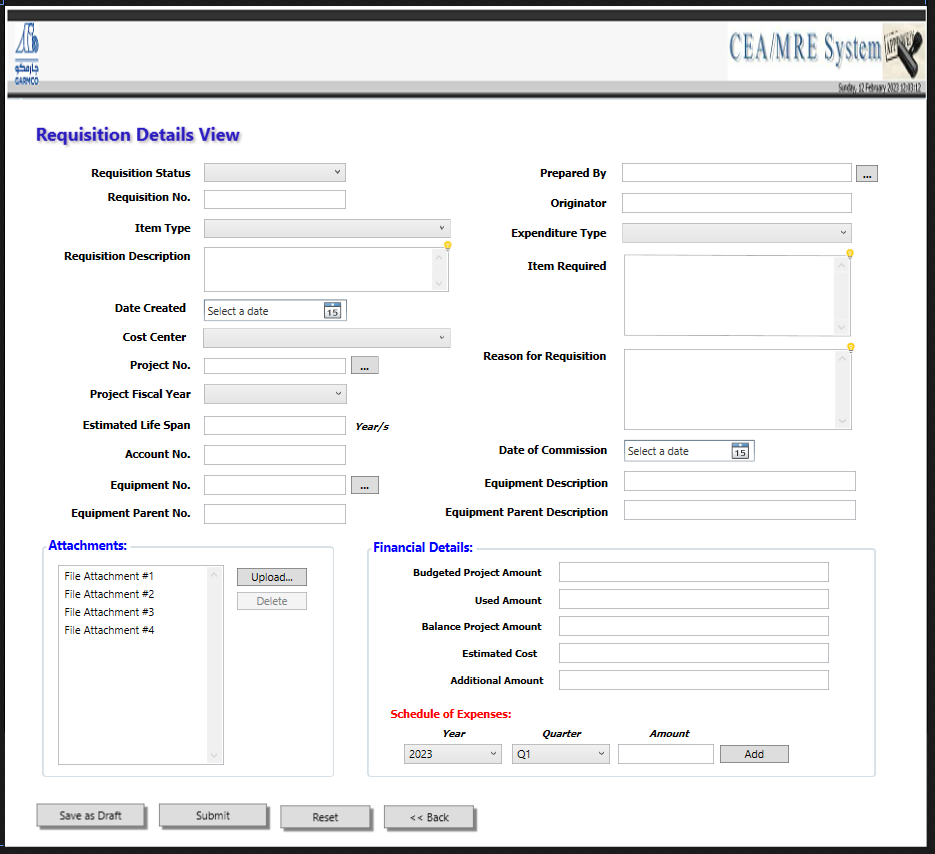 جارمكو
GARMCO
CEA/MRE System
APPROVED
Sunday, 12 February 2023 12:03:12
Requisition Details View
Requisition Status
Prepared By
...
Requisition No.
Originator
Item Type
Expenditure Type
Requisition Description
Item Required
Date Created
Select a date
15
Cost Center
Reason for Requisition
Project No.
...
Project Fiscal Year
Estimated Life Span
Year/s
Date of Commission
Select a date
15
Account No.
Equipment No.
...
Equipment Description
Equipment Parent No.
Equipment Parent Description
Attachments:
File Attachment #1
File Attachment #2
File Attachment #3
File Attachment #4
Upload...
Delete
Financial Details:
Budgeted Project Amount
Used Amount
Balance Project Amount
Estimated Cost
Additional Amount
Schedule of Expenses:
Year Quarter Amount
2023 Q1 Add
Save as Draft Submit Reset << Back